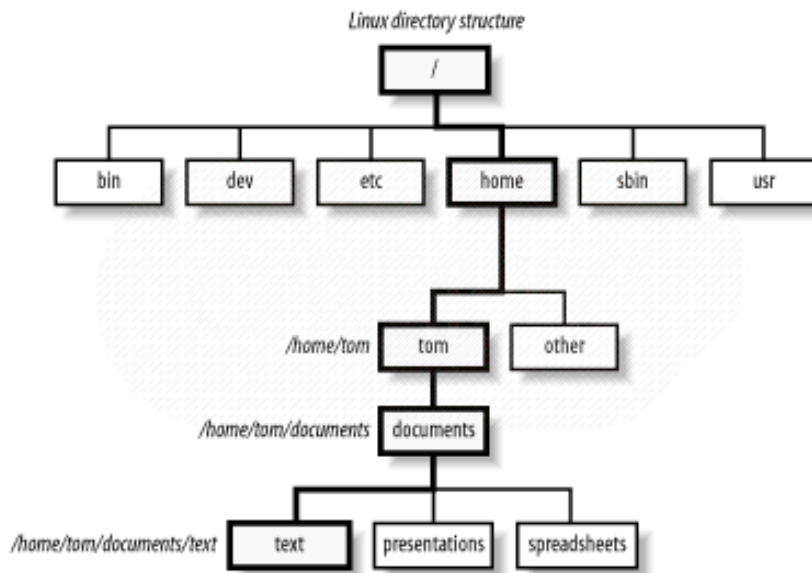 Linux directory structure
/
bin dev etc home sbin usr
/home/tom tom other
/home/tom/documents documents
/home/tom/documents/text text presentations spreadsheets